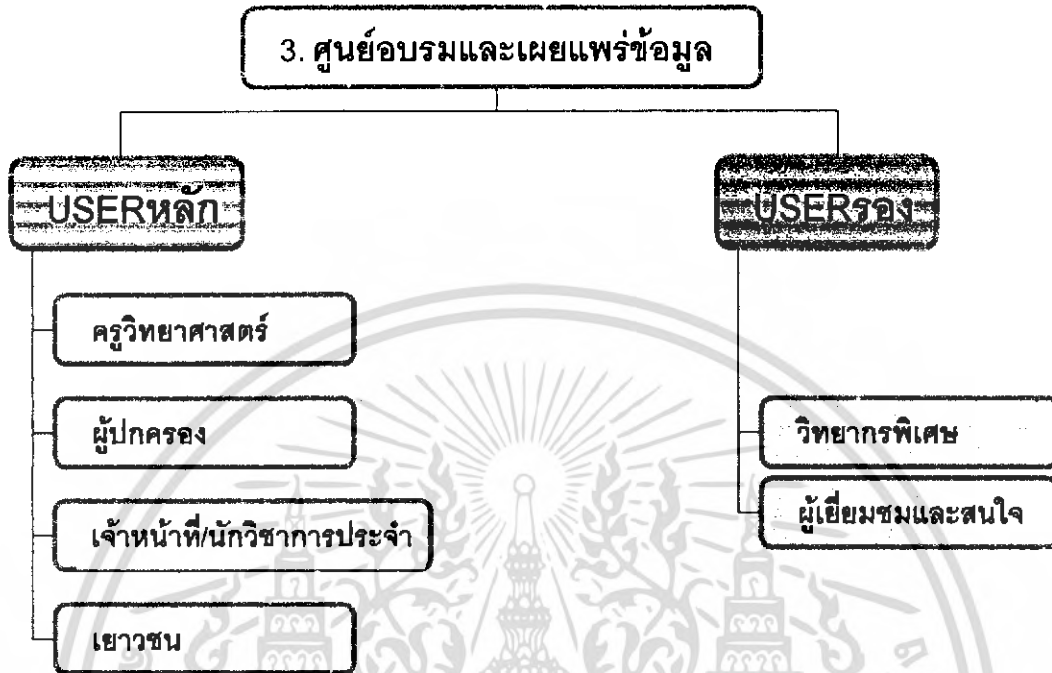 3. ศูนย์อบรมและเผยแพร่ข้อมูล
USERหลัก
ครูวิทยาศาสตร์
ผู้ปกครอง
เจ้าหน้าที่/นักวิชาการประจำ
เยาวชน
USERรอง
วิทยากรพิเศษ
ผู้เยี่ยมชมและสนใจ